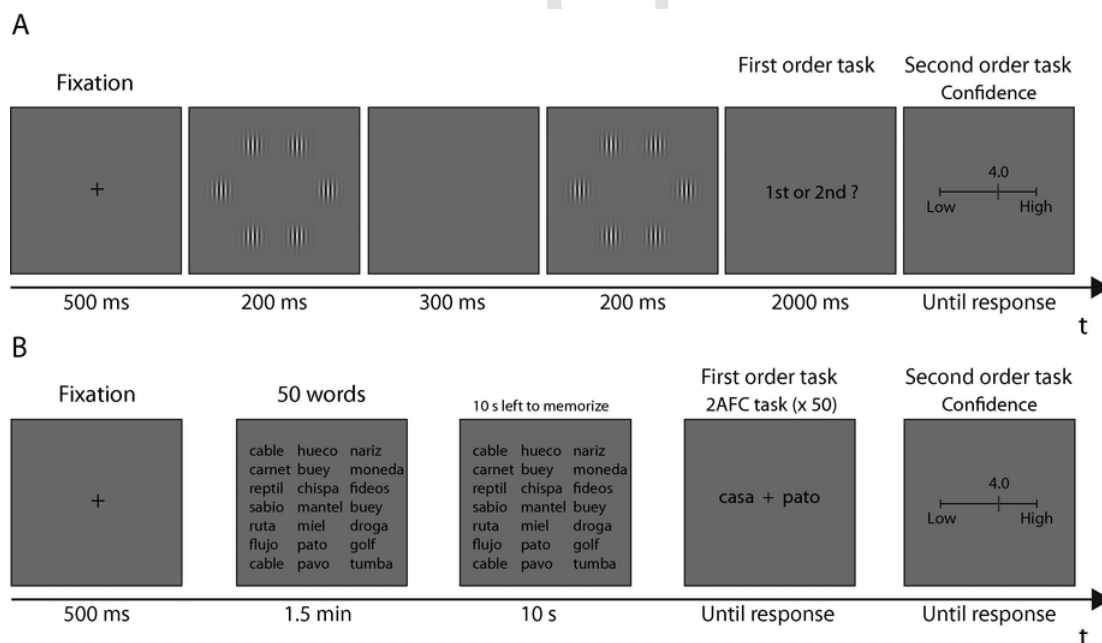 A
First order task
Second order task
Confidence
Fixation
+
1st or 2nd ?
4.0
Low
High
500 ms
200 ms
300 ms
200 ms
2000 ms
Until response
t
B
Fixation
50 words
10 s left to memorize
First order task
2AFC task (x 50)
Second order task
Confidence
+
cable hueco nariz
carnet buey moneda
reptil chispa fideos
sabio mantel buey
ruta miel droga
flujo pato golf
cable pavo tumba
cable hueco nariz
carnet buey moneda
reptil chispa fideos
sabio mantel buey
ruta miel droga
flujo pato golf
cable pavo tumba
casa + pato
4.0
Low
High
500 ms
1.5 min
10 s
Until response
Until response
t